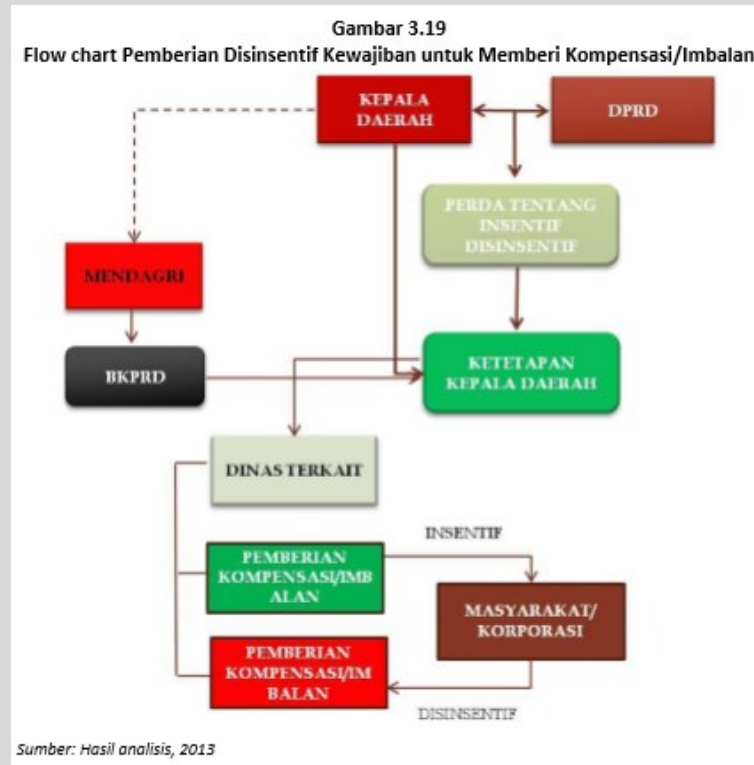 Gambar 3.19
Flow chart Pemberian Disinsentif Kewajiban untuk Memberi Kompensasi/Imbalan
KEPALA
DAERAH
DPRD
PERDA TENTANG
INSENTIF
DISINSENTIF
MENDAGRI
BKPRD
KETETAPAN
KEPALA DAERAH
DINAS TERKAIT
INSENTIF
PEMBERIAN
KOMPENSASI/IMB
ALAN
MASYARAKAT/
KORPORASI
PEMBERIAN
KOMPENSASI/IM
BALAN
DISINSENTIF
Sumber: Hasil analisis, 2013